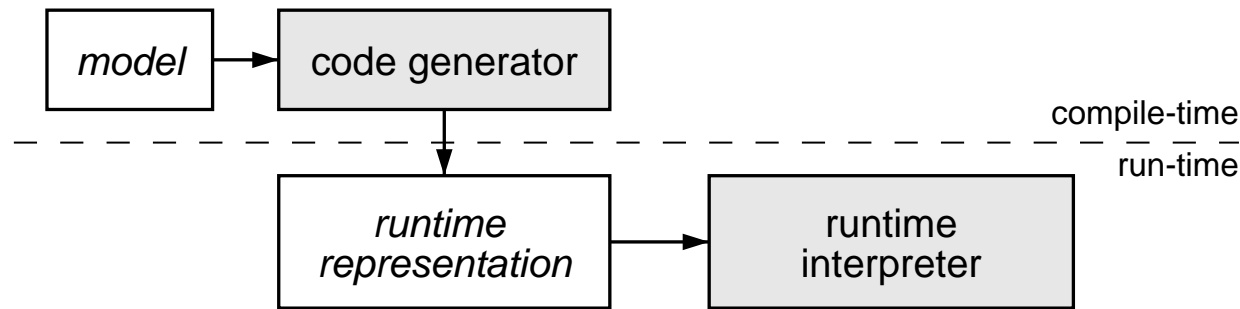 model
code generator
compile-time
run-time
runtime
representation
runtime
interpreter